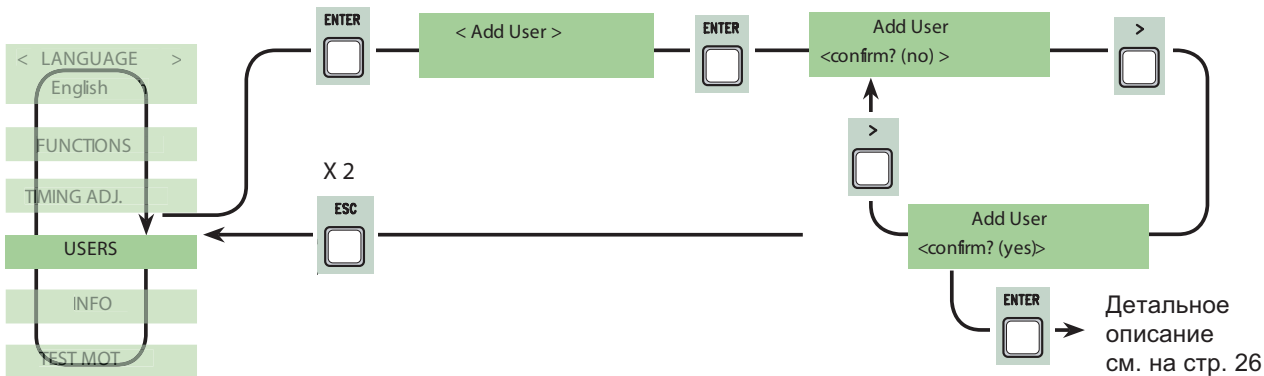 < LANGUAGE >
English
FUNCTIONS
TIMING ADJ.
USERS
INFO
TEST MOT
ENTER
< Add User >
ENTER
Add User
<confirm? (no) >
>
>
Add User
<confirm? (yes)>
X 2
ESC
ENTER
Детальное
описание
см. на стр. 26